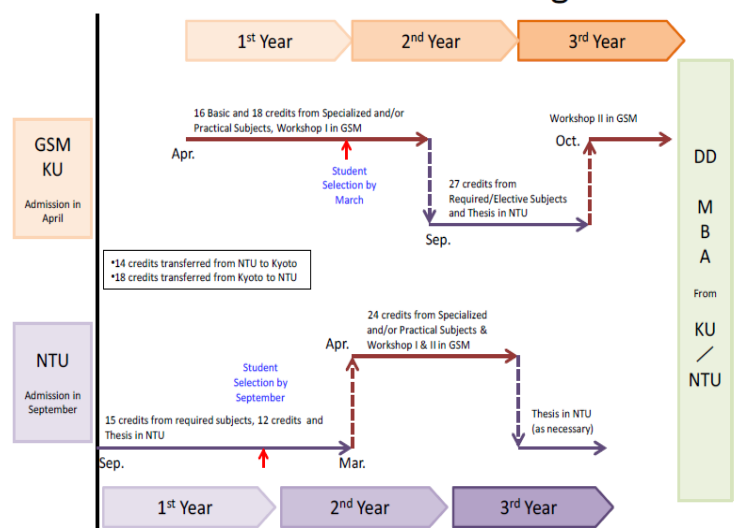 1st Year
2nd Year
3rd Year
GSM
KU
Admission in
April
16 Basic and 18 credits from Specialized and/or
Practical Subjects, Workshop I in GSM
Apr.
Student
Selection by
March
Workshop II in GSM
Oct.
27 credits from
Required/Elective Subjects
and Thesis in NTU
Sep.
•14 credits transferred from NTU to Kyoto
•18 credits transferred from Kyoto to NTU
NTU
Admission in
September
24 credits from Specialized
and/or Practical Subjects &
Workshop I & II in GSM
Apr.
Student
Selection by
September
15 credits from required subjects, 12 credits and
Thesis in NTU
Sep.
Mar.
Thesis in NTU
(as necessary)
1st Year
2nd Year
3rd Year
DD
M
B
A
From
KU
／
NTU